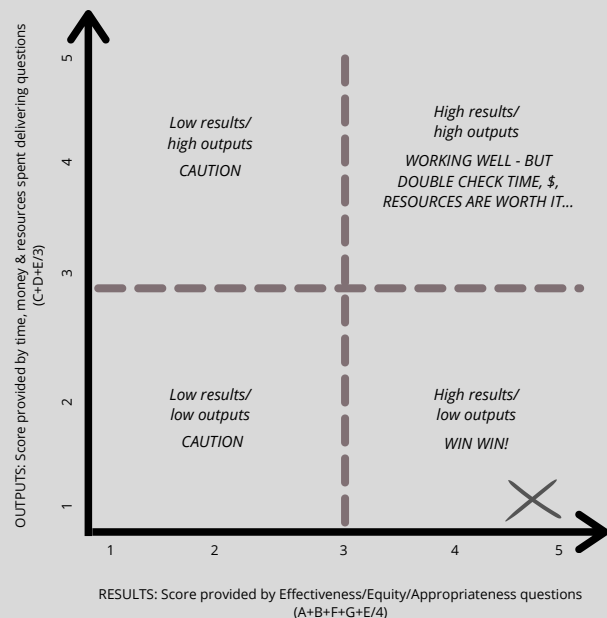 OUTPUTS: Score provided by time, money & resources spent delivering questions
(C+D+E/3)
5
4
3
2
1
Low results/
high outputs
CAUTION
High results/
high outputs
WORKING WELL - BUT
DOUBLE CHECK TIME, $,
RESOURCES ARE WORTH IT...
Low results/
low outputs
CAUTION
High results/
low outputs
WIN WIN!
1
2
3
4
5
RESULTS: Score provided by Effectiveness/Equity/Appropriateness questions
(A+B+F+G+E/4)